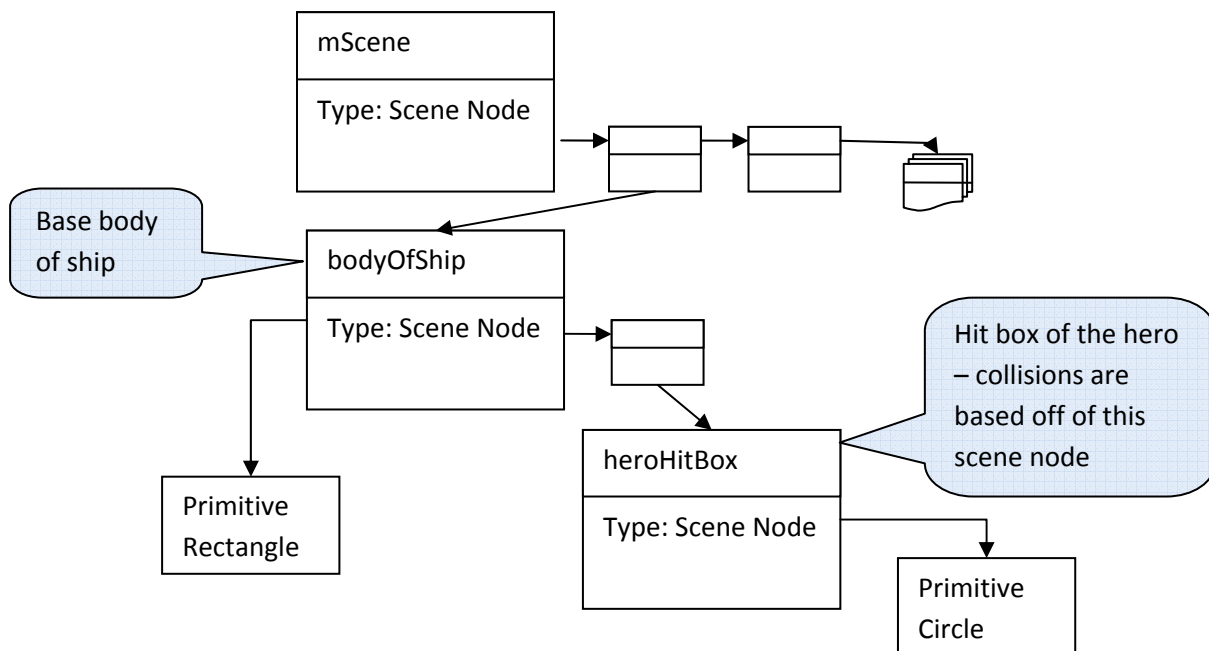 mScene
Type: Scene Node
Base body
of ship
bodyOfShip
Type: Scene Node
Hit box of the hero
– collisions are
based off of this
scene node
heroHitBox
Type: Scene Node
Primitive
Rectangle
Primitive
Circle